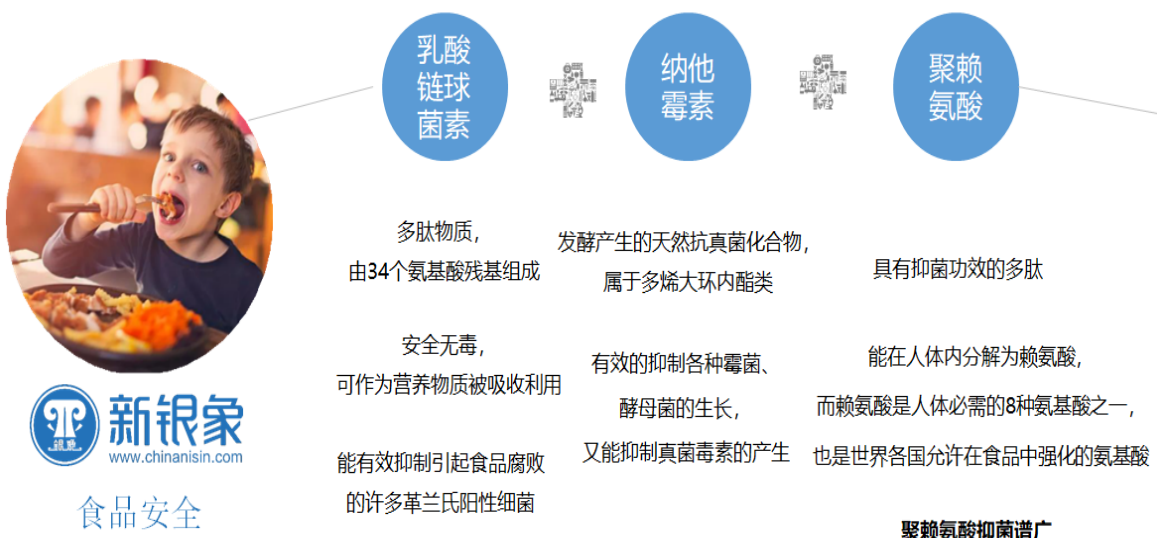 乳酸
链球
菌素
纳他
霉素
聚赖
氨酸
多肽物质，
由34个氨基酸残基组成
安全无毒，
可作为营养物质被吸收利用
能有效抑制引起食品腐败
的许多革兰氏阳性细菌
发酵产生的天然抗真菌化合物，
属于多烯大环内酯类
有效的抑制各种霉菌、
酵母菌的生长，
又能抑制真菌毒素的产生
具有抑菌功效的多肽
能在人体内分解为赖氨酸，
而赖氨酸是人体必需的8种氨基酸之一，
也是世界各国允许在食品中强化的氨基酸
聚赖氨酸抑菌谱广
银象
新银象
www.chinanisin.com
食品安全